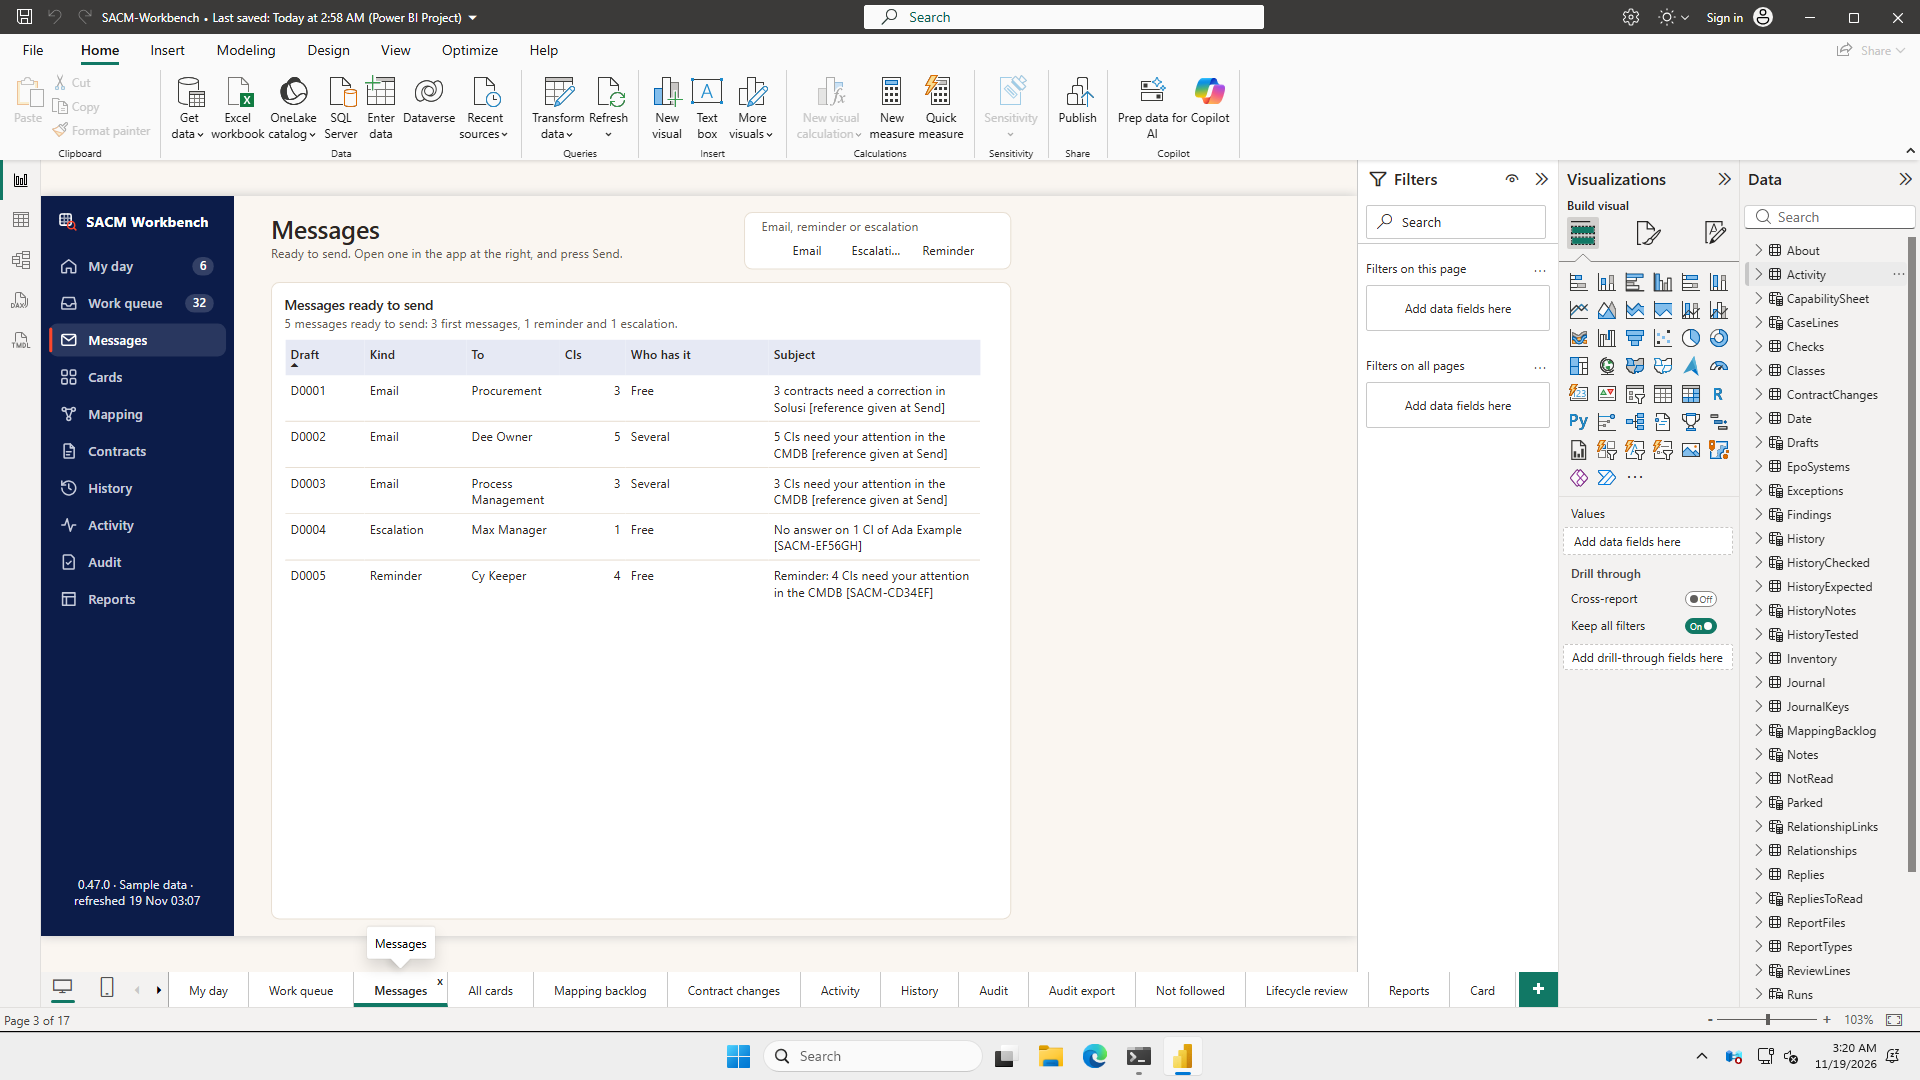 SACM-Workbench • Last saved: Today at 2:58 AM (Power BI Project)
Search
Sign in
File
Home
Insert
Modeling
Design
View
Optimize
Help
Share
Paste
Cut
Copy
Format painter
Clipboard
Get data
Excel workbook
OneLake catalog
SQL Server
Enter data
Dataverse
Recent sources
Data
Transform data
Refresh
Queries
New visual
Text box
More visuals
Insert
New visual calculation
New measure
Quick measure
Calculations
Sensitivity
Sensitivity
Publish
Share
Prep data for AI
Copilot
Copilot
DAX
TMDL
SACM Workbench
My day 6
Work queue 32
Messages
Cards
Mapping
Contracts
History
Activity
Audit
Reports
0.47.0 · Sample data ·
refreshed 19 Nov 03:07
Messages
Ready to send. Open one in the app at the right, and press Send.
Email, reminder or escalation
Email Escalati... Reminder
Messages ready to send
5 messages ready to send: 3 first messages, 1 reminder and 1 escalation.
Draft Kind To CIs Who has it Subject
D0001 Email Procurement 3 Free 3 contracts need a correction in
Solusi [reference given at Send]
D0002 Email Dee Owner 5 Several 5 CIs need your attention in the
CMDB [reference given at Send]
D0003 Email Process 3 Several 3 CIs need your attention in the
Management CMDB [reference given at Send]
D0004 Escalation Max Manager 1 Free No answer on 1 CI of Ada Example
[SACM-EF56GH]
D0005 Reminder Cy Keeper 4 Free Reminder: 4 CIs need your attention
in the CMDB [SACM-CD34EF]
Messages
Filters
Search
Filters on this page
Add data fields here
Filters on all pages
Add data fields here
Visualizations
Build visual
123
R
Py
Values
Add data fields here
Drill through
Cross-report Off
Keep all filters On
Add drill-through fields here
Data
Search
About
Activity
CapabilitySheet
CaseLines
Checks
Classes
ContractChanges
Date
Drafts
EpoSystems
Exceptions
Findings
History
HistoryChecked
HistoryExpected
HistoryNotes
HistoryTested
Inventory
Journal
JournalKeys
MappingBacklog
Notes
NotRead
Parked
RelationshipLinks
Relationships
Replies
RepliesToRead
ReportFiles
ReportTypes
ReviewLines
Runs
My day
Work queue
Messages x
All cards
Mapping backlog
Contract changes
Activity
History
Audit
Audit export
Not followed
Lifecycle review
Reports
Card
+
Page 3 of 17
- + 103%
Search
3:20 AM
11/19/2026